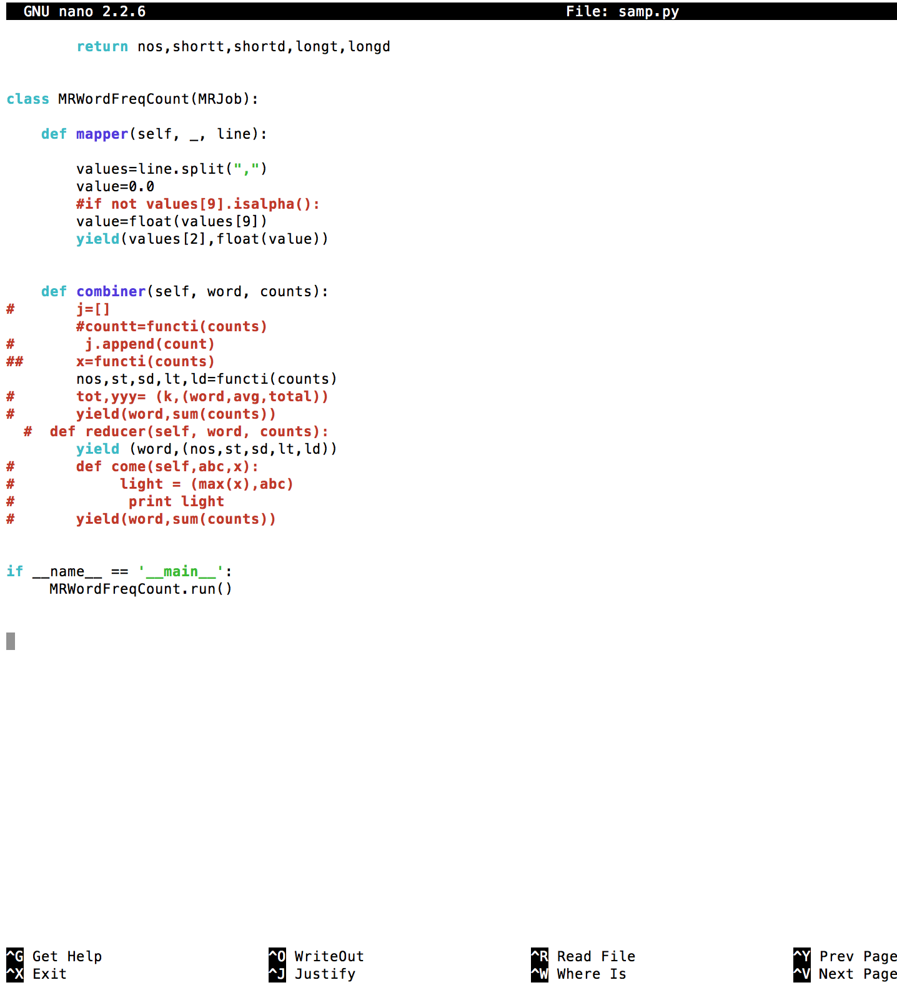 GNU nano 2.2.6 File: samp.py
        return nos,shortt,shortd,longt,longd
class MRWordFreqCount(MRJob):
    def mapper(self, _, line):
        values=line.split(",")
        value=0.0
        #if not values[9].isalpha():
        value=float(values[9])
        yield(values[2],float(value))
    def combiner(self, word, counts):
#       j=[]
        #countt=functi(counts)
#        j.append(count)
##      x=functi(counts)
        nos,st,sd,lt,ld=functi(counts)
#       tot,yyy= (k,(word,avg,total))
#       yield(word,sum(counts))
  #  def reducer(self, word, counts):
        yield (word,(nos,st,sd,lt,ld))
#       def come(self,abc,x):
#            light = (max(x),abc)
#             print light
#       yield(word,sum(counts))
if __name__ == '__main__':
     MRWordFreqCount.run()
^G Get Help ^O WriteOut ^R Read File ^Y Prev Page
^X Exit ^J Justify ^W Where Is ^V Next Page